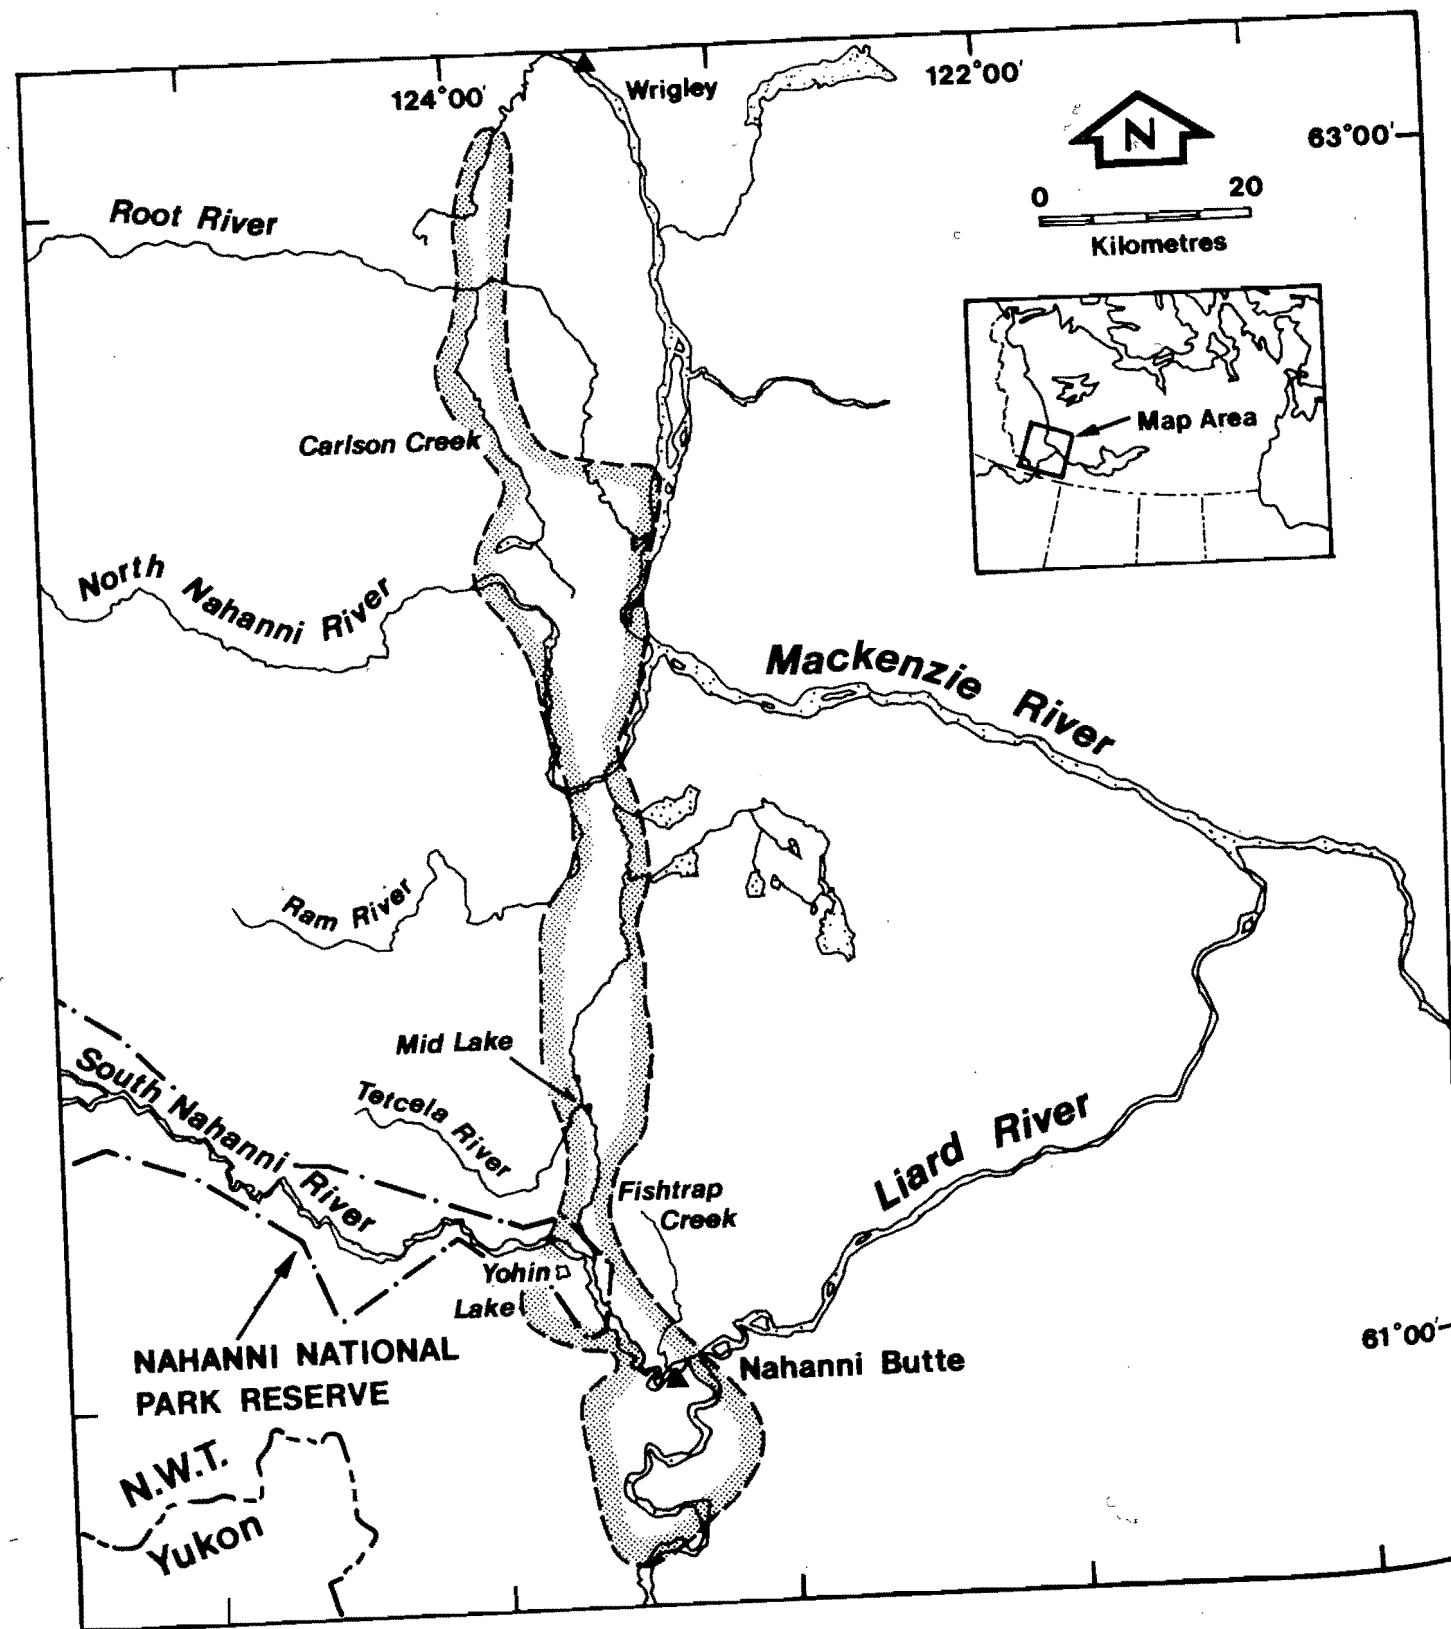 124°00'
Wrigley
122°00'
N
63°00'
0 20
Kilometres
Root River
Map Area
Carlson Creek
North Nahanni River
Mackenzie River
Ram River
Mid Lake
Tetcela River
South Nahanni River
Liard River
Fishtrap
Creek
Yohin
Lake
NAHANNI NATIONAL
PARK RESERVE
Nahanni Butte
61°00'
N.W.T.
Yukon